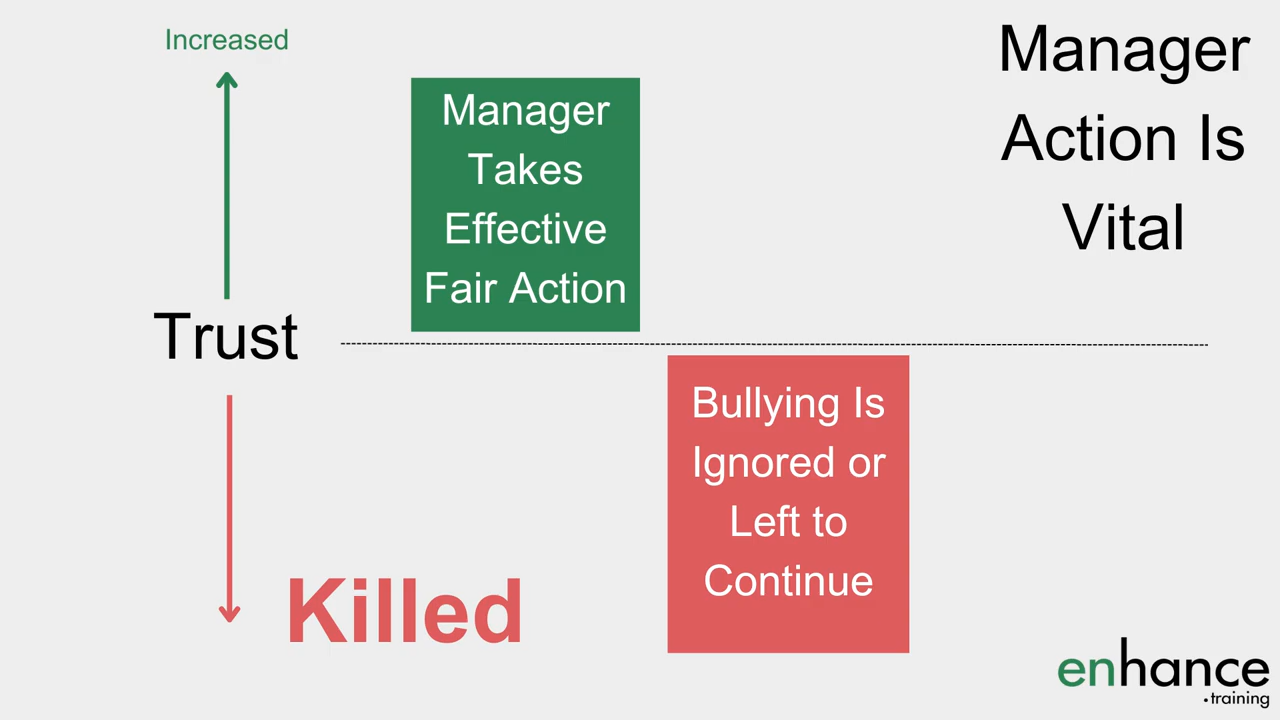 Increased
Manager
Takes
Effective
Fair Action
Manager
Action Is
Vital
Trust
Bullying Is
Ignored or
Left to
Continue
Killed
enhance
.training